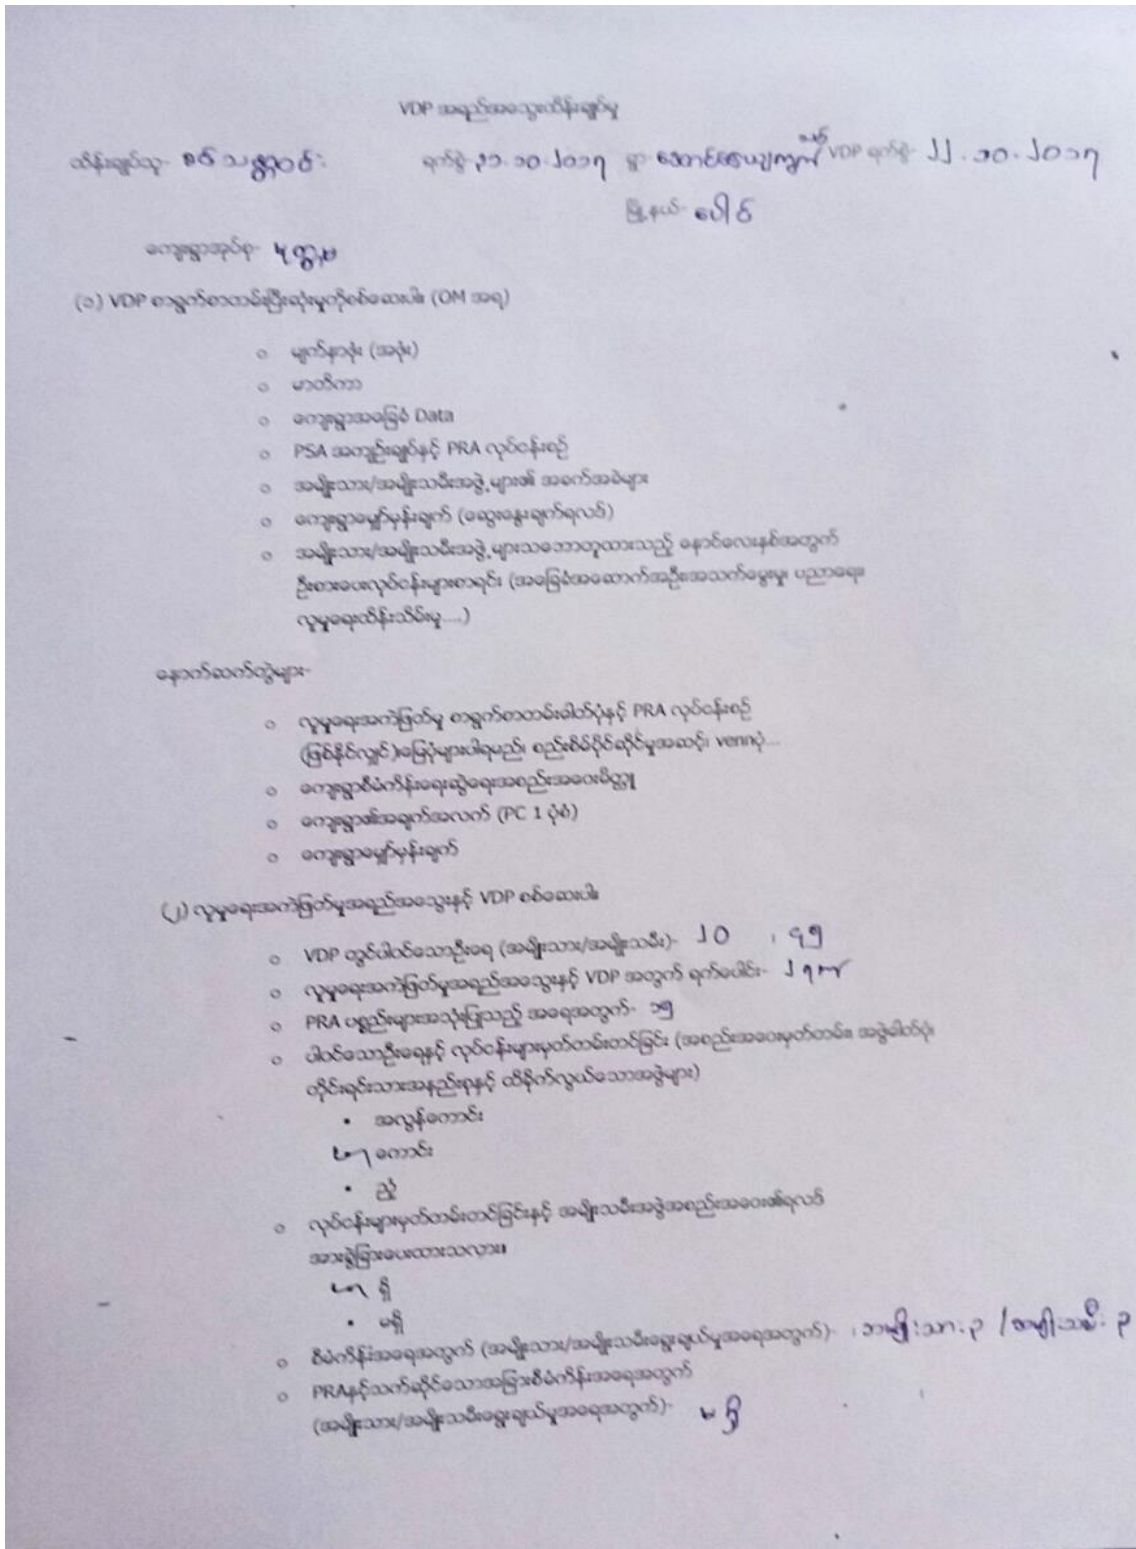 VDP အရည်အသွေးထိန်းချုပ်မှု
ထိန်းချုပ်သူ- စင် သန္တာဝင်း ရက်စွဲ- ၃၁.၁၀.၂၀၁၇ ရွာ- VDP ရက်စွဲ- ၂၂.၁၀.၂၀၁၇
မြို့နယ်- ပေါင်
ကျေးရွာအုပ်စု- မုတ္တမ
(၁) VDP စာရွက်စာတမ်းပြီးဆုံးမှုကိုစစ်ဆေးပါ။ (OM အရ)
○ မျက်နှာဖုံး (အဖုံး)
○ မာတိကာ
○ ကျေးရွာအခြေခံ Data
○ PSA အကျဉ်းချုပ်နှင့် PRA လုပ်ငန်းစဉ်
○ အမျိုးသား/အမျိုးသမီးအဖွဲ့များ၏ အခက်အခဲများ
○ ကျေးရွာမျှော်မှန်းချက် (ဆွေးနွေးချက်ရလဒ်)
○ အမျိုးသား/အမျိုးသမီးအဖွဲ့များသဘောတူထားသည့် နောင်လေးနှစ်အတွက်
ဦးစားပေးလုပ်ငန်းများစာရင်း (အခြေခံအဆောက်အဦး၊အသက်မွေးမှု၊ ပညာရေး၊
လူမှုရေးထိန်းသိမ်းမှု....)
နောက်ဆက်တွဲများ-
○ လူမှုရေးအကဲဖြတ်မှု စာရွက်စာတမ်းဓါတ်ပုံနှင့် PRA လုပ်ငန်းစဉ်
(ဖြစ်နိုင်လျှင်)မြေပုံများပါရမည်၊ စည်းစိမ်ပိုင်ဆိုင်မှုအဆင့်၊ vennပုံ...
○ ကျေးရွာစီမံကိန်းရေးဆွဲရေးအစည်းအဝေးမိတ္တူ
○ ကျေးရွာ၏အချက်အလက် (PC 1 ပုံစံ)
○ ကျေးရွာမျှော်မှန်းချက်
(၂) လူမှုရေးအကဲဖြတ်မှုအရည်အသွေးနှင့် VDP စစ်ဆေးပါ။
○ VDP တွင်ပါဝင်သောဦးရေ (အမျိုးသား/အမျိုးသမီး)- ၂၀ ၊ ၎၅
○ လူမှုရေးအကဲဖြတ်မှုအရည်အသွေးနှင့် VDP အတွက် ရက်ပေါင်း-
○ PRA ပစ္စည်းများအသုံးပြုသည့် အရေအတွက်- ၁၅
○ ပါဝင်သောဦးရေနှင့် လုပ်ငန်းများမှတ်တမ်းတင်ခြင်း (အစည်းအဝေးမှတ်တမ်း၊ အဖွဲ့ဓါတ်ပုံ၊
တိုင်းရင်းသားအနည်းစုနှင့် ထိခိုက်လွယ်သောအဖွဲ့များ)
• အလွန်ကောင်း
ကောင်း
• ညံ့
○ လုပ်ငန်းများမှတ်တမ်းတင်ခြင်းနှင့် အမျိုးသမီးအဖွဲ့အစည်းအဝေး၏ရလဒ်
အားခွဲခြားပေးထားသလား။
ရှိ
• မရှိ
○ စီမံကိန်းအရေအတွက် (အမျိုးသား/အမျိုးသမီးရွေးချယ်မှုအရေအတွက်)- ၊ အမျိုးသား ၃ / အမျိုးသမီး ၃
○ PRAနှင့်သက်ဆိုင်သောအခြားစီမံကိန်းအရေအတွက်
(အမျိုးသား/အမျိုးသမီးရွေးချယ်မှုအရေအတွက်)- မရှိ